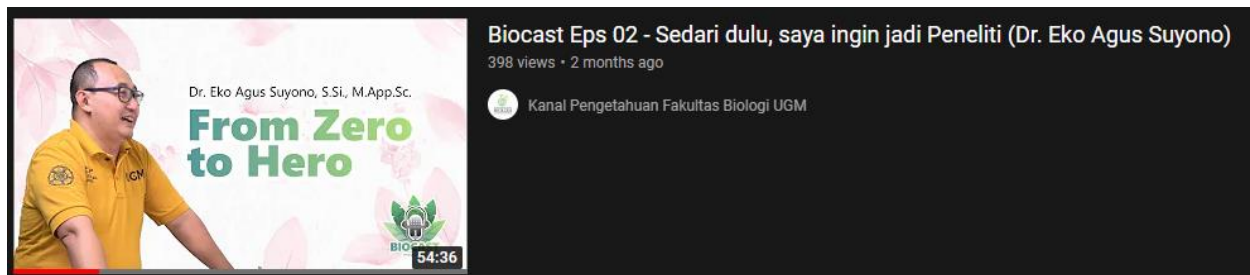 Dr. Eko Agus Suyono, S.Si., M.App.Sc.
From Zero
to Hero
UGM
BIOCAST
54:36
Biocast Eps 02 - Sedari dulu, saya ingin jadi Peneliti (Dr. Eko Agus Suyono)
398 views • 2 months ago
Kanal Pengetahuan Fakultas Biologi UGM